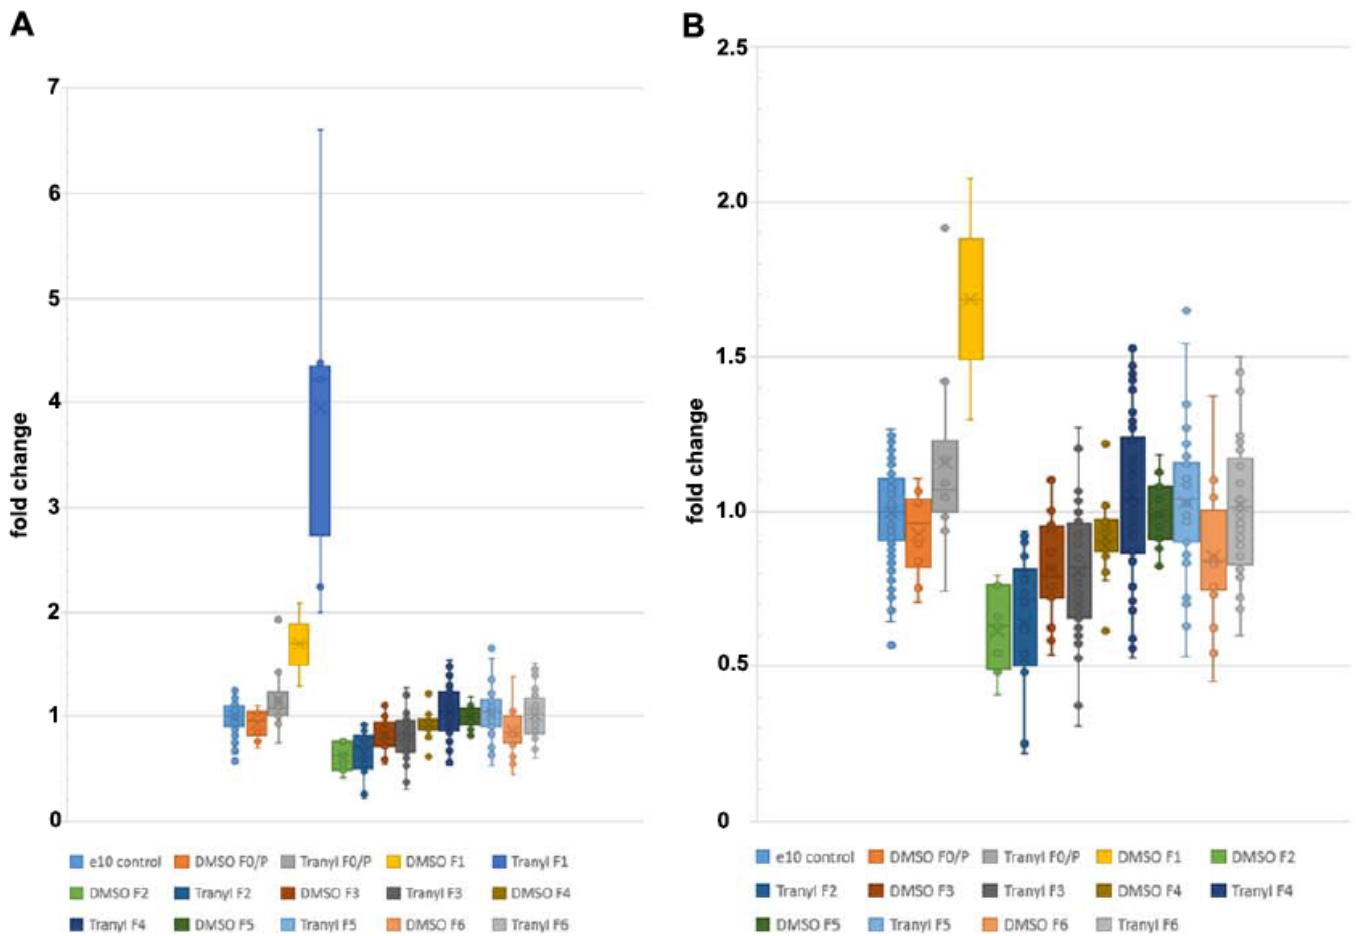 A
fold change
7
6
5
4
3
2
1
0
e10 control DMSO F0/P Tranyl F0/P DMSO F1 Tranyl F1
DMSO F2 Tranyl F2 DMSO F3 Tranyl F3 DMSO F4
Tranyl F4 DMSO F5 Tranyl F5 DMSO F6 Tranyl F6
B
fold change
2.5
2.0
1.5
1.0
0.5
0
e10 control DMSO F0/P Tranyl F0/P DMSO F1 DMSO F2
Tranyl F2 DMSO F3 Tranyl F3 DMSO F4 Tranyl F4
DMSO F5 Tranyl F5 DMSO F6 Tranyl F6